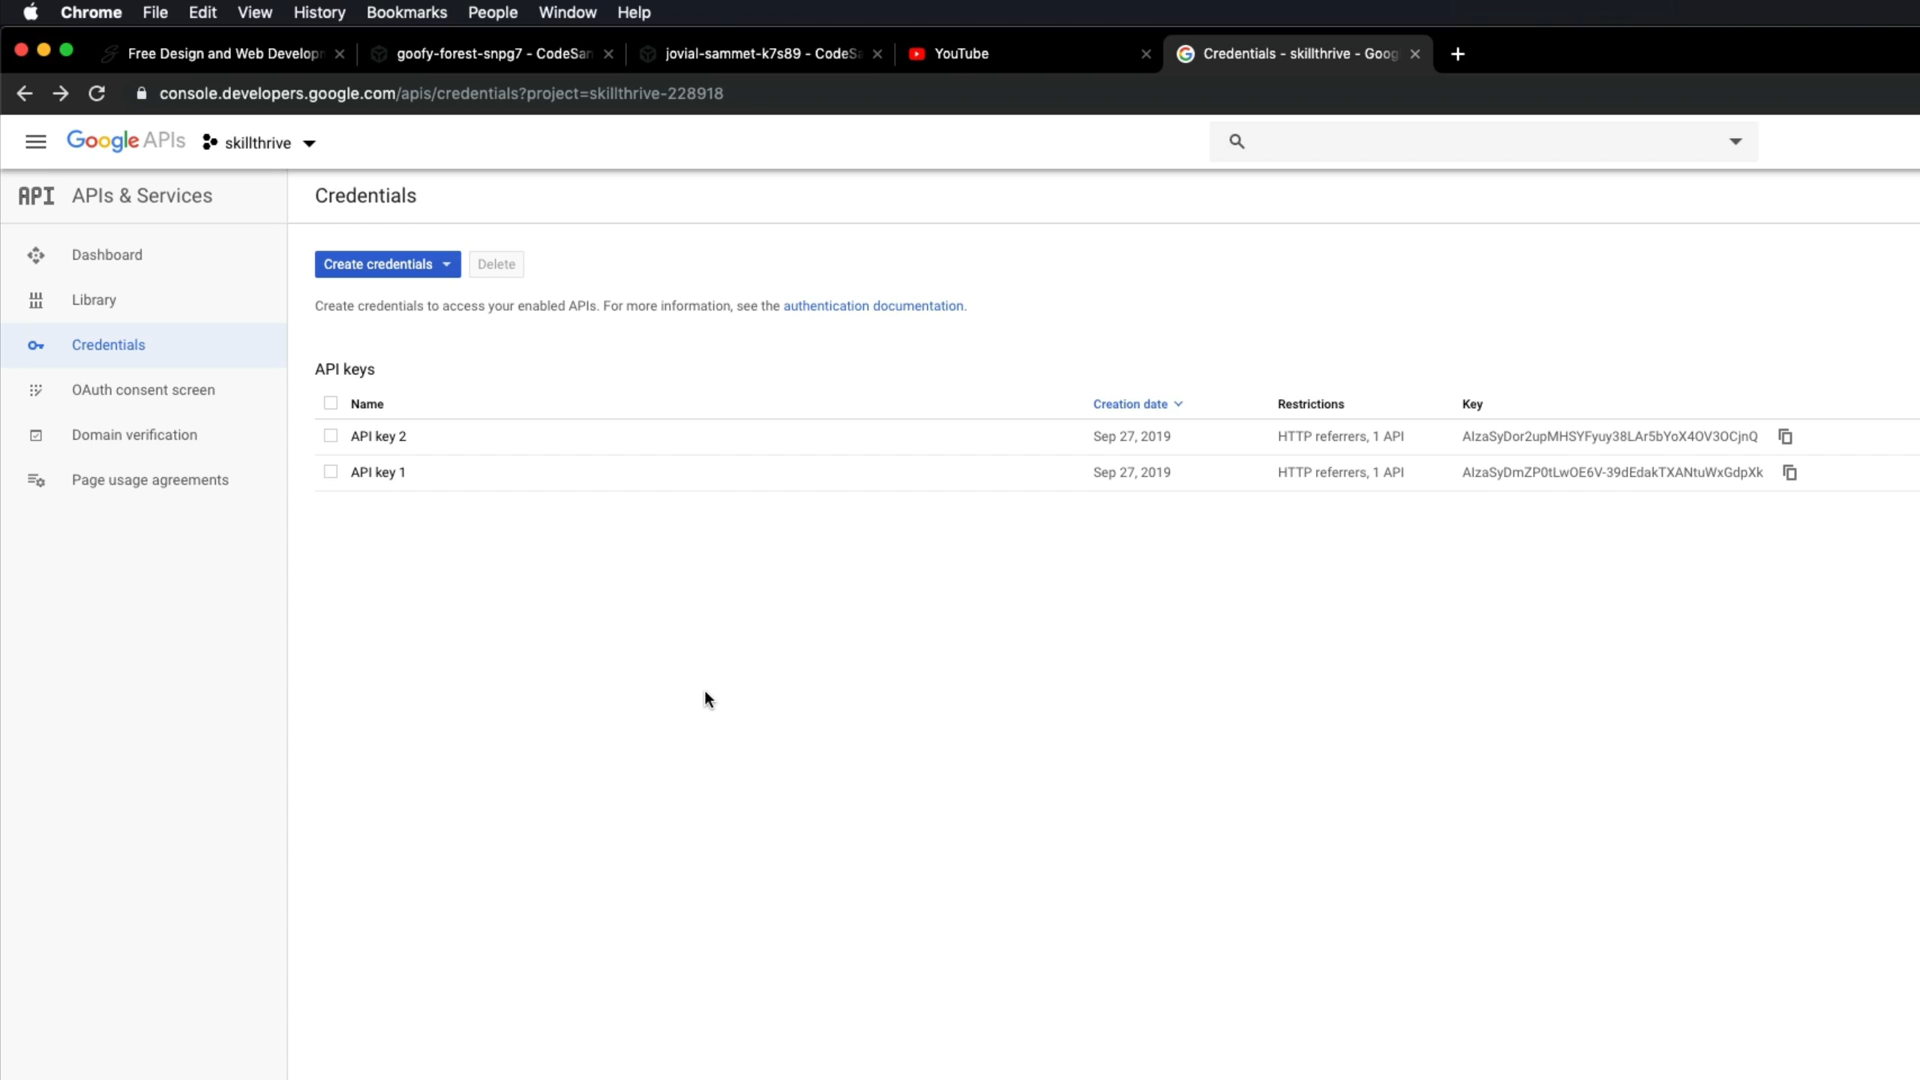 Chrome File Edit View History Bookmarks People Window Help
Free Design and Web Develop goofy-forest-snpg7 - CodeSan jovial-sammet-k7s89 - CodeSa YouTube Credentials - skillthrive - Goog
console.developers.google.com/apis/credentials?project=skillthrive-228918
Google APIs skillthrive
API APIs & Services
Credentials
Dashboard
Library
Credentials
OAuth consent screen
Domain verification
Page usage agreements
Create credentials Delete
Create credentials to access your enabled APIs. For more information, see the authentication documentation.
API keys
Name Creation date Restrictions Key
API key 2 Sep 27, 2019 HTTP referrers, 1 API AIzaSyDor2upMHSYFyuy38LAr5bYoX4OV3OCjnQ
API key 1 Sep 27, 2019 HTTP referrers, 1 API AIzaSyDmZP0tLwOE6V-39dEdakTXANtuWxGdpXk